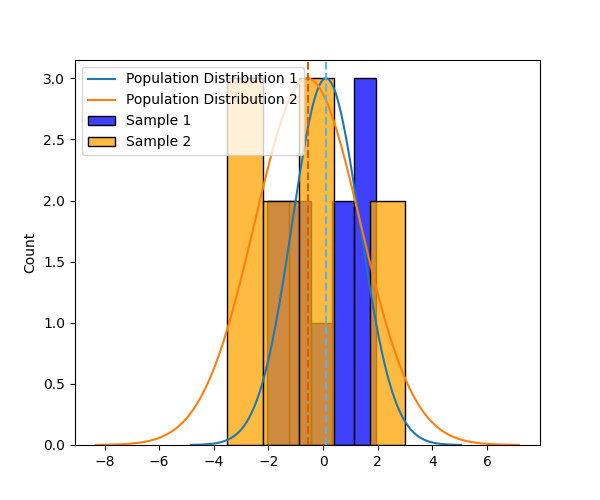 Population Distribution 1
Population Distribution 2
Sample 1
Sample 2
3.0
2.5
2.0
1.5
1.0
0.5
0.0
Count
−8 −6 −4 −2 0 2 4 6